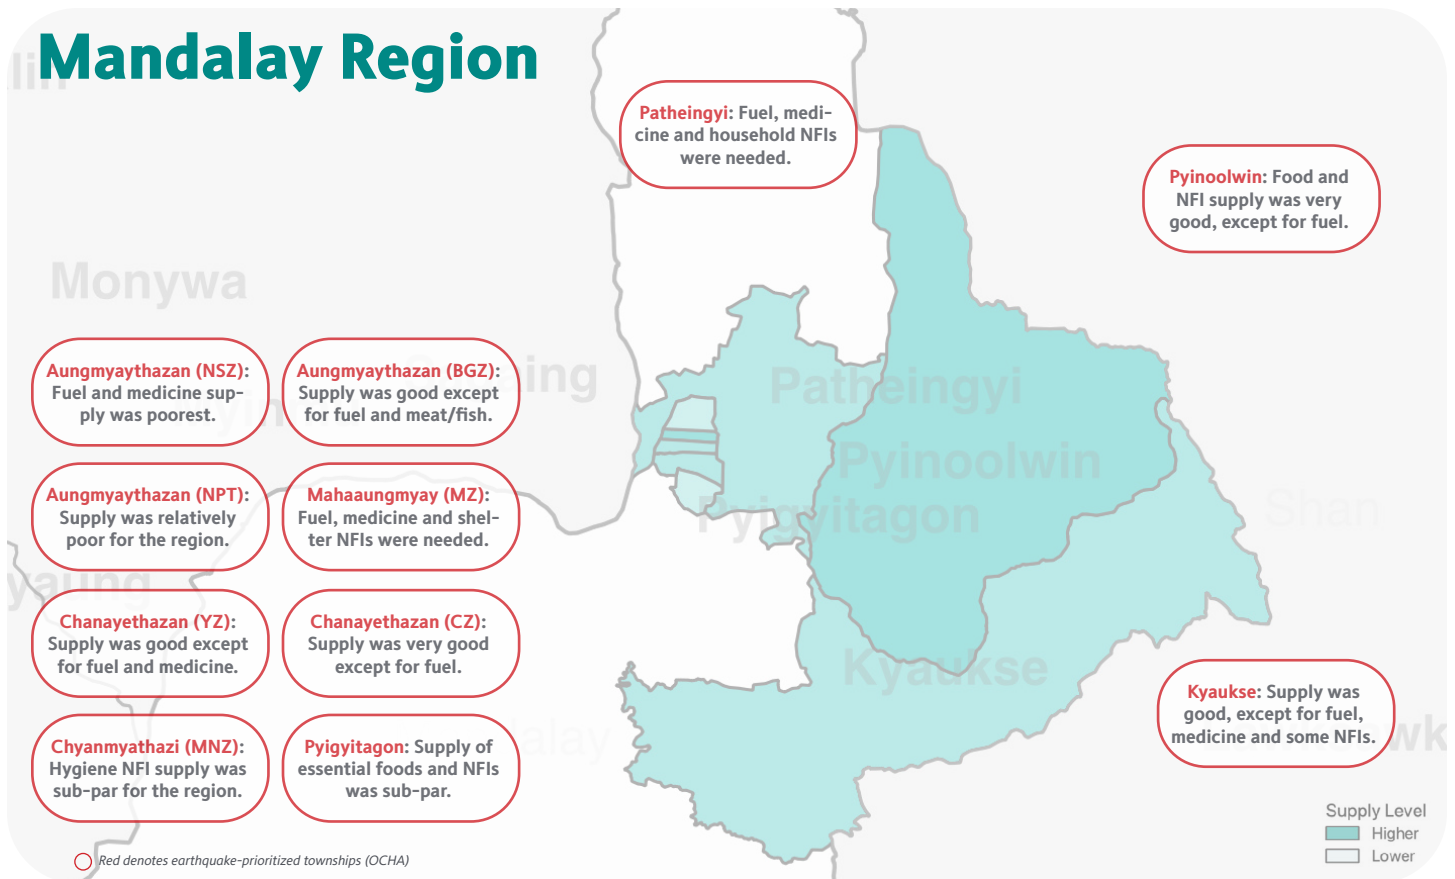 Mandalay Region
Patheingyi: Fuel, medi-
cine and household NFIs
were needed.
Pyinoolwin: Food and
NFI supply was very
good, except for fuel.
Monywa
Aungmyaythazan (NSZ):
Fuel and medicine sup-
ply was poorest.
Aungmyaythazan (BGZ):
Supply was good except
for fuel and meat/fish.
Patheingyi
Pyinoolwin
Aungmyaythazan (NPT):
Supply was relatively
poor for the region.
Mahaaungmyay (MZ):
Fuel, medicine and shel-
ter NFIs were needed.
Pyigyitagon
Shan
Chanayethazan (YZ):
Supply was good except
for fuel and medicine.
Chanayethazan (CZ):
Supply was very good
except for fuel.
Kyaukse
Kyaukse: Supply was
good, except for fuel,
medicine and some NFIs.
Chyanmyathazi (MNZ):
Hygiene NFI supply was
sub-par for the region.
Pyigyitagon: Supply of
essential foods and NFIs
was sub-par.
Supply Level
Higher
Lower
Red denotes earthquake-prioritized townships (OCHA)